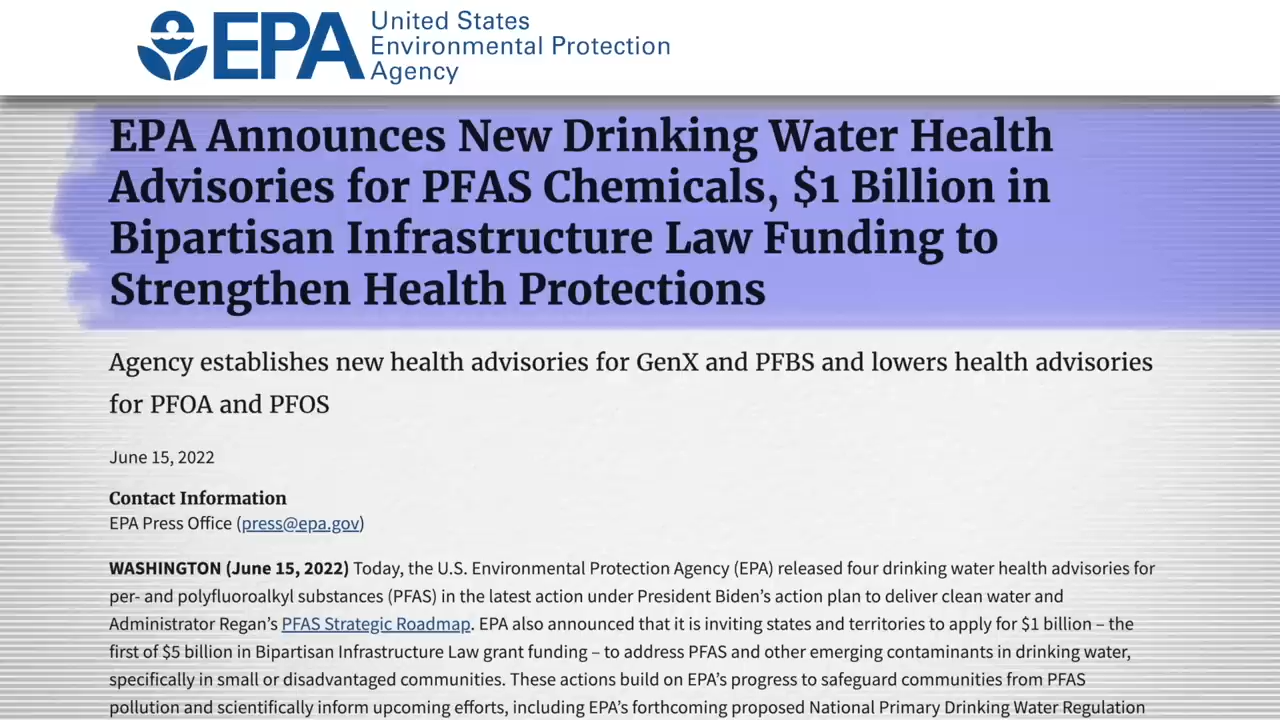 EPA
United States
Environmental Protection
Agency
EPA Announces New Drinking Water Health
Advisories for PFAS Chemicals, $1 Billion in
Bipartisan Infrastructure Law Funding to
Strengthen Health Protections
Agency establishes new health advisories for GenX and PFBS and lowers health advisories
for PFOA and PFOS
June 15, 2022
Contact Information
EPA Press Office (press@epa.gov)
WASHINGTON (June 15, 2022) Today, the U.S. Environmental Protection Agency (EPA) released four drinking water health advisories for
per- and polyfluoroalkyl substances (PFAS) in the latest action under President Biden’s action plan to deliver clean water and
Administrator Regan’s PFAS Strategic Roadmap. EPA also announced that it is inviting states and territories to apply for $1 billion – the
first of $5 billion in Bipartisan Infrastructure Law grant funding – to address PFAS and other emerging contaminants in drinking water,
specifically in small or disadvantaged communities. These actions build on EPA’s progress to safeguard communities from PFAS
pollution and scientifically inform upcoming efforts, including EPA’s forthcoming proposed National Primary Drinking Water Regulation